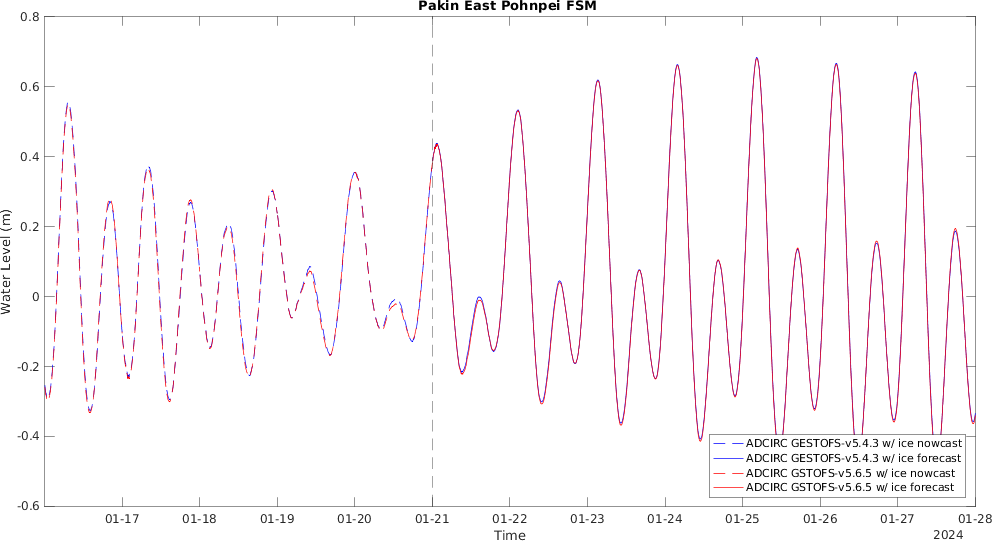 Pakin East Pohnpei FSM
0.8
0.6
0.4
0.2
0
-0.2
-0.4
-0.6
Water Level (m)
01-17 01-18 01-19 01-20 01-21 01-22 01-23 01-24 01-25 01-26 01-27 01-28
Time
2024
ADCIRC GESTOFS-v5.4.3 w/ ice nowcast
ADCIRC GESTOFS-v5.4.3 w/ ice forecast
ADCIRC GSTOFS-v5.6.5 w/ ice nowcast
ADCIRC GSTOFS-v5.6.5 w/ ice forecast